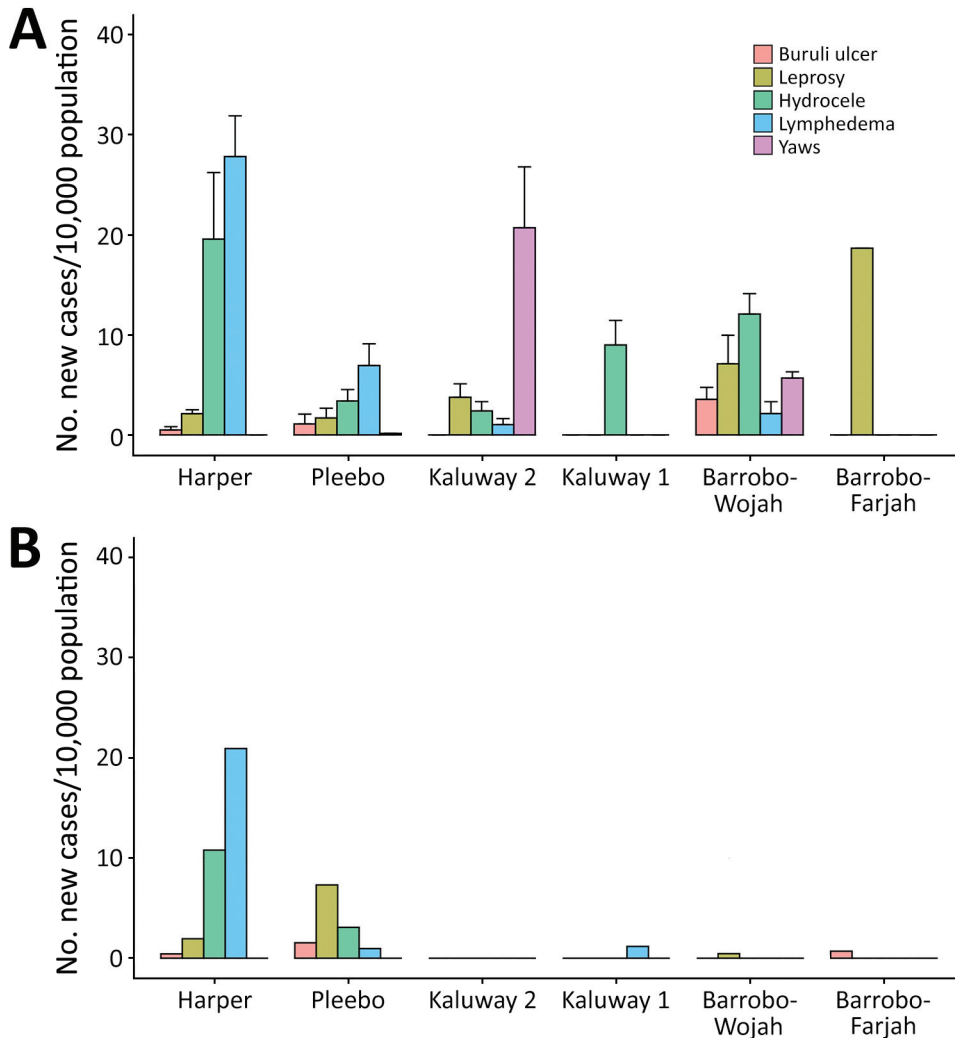 A
No. new cases/10,000 population
40
30
20
10
0
Buruli ulcer
Leprosy
Hydrocele
Lymphedema
Yaws
Harper
Pleebo
Kaluway 2
Kaluway 1
Barrobo-
Wojah
Barrobo-
Farjah
B
No. new cases/10,000 population
40
30
20
10
0
Harper
Pleebo
Kaluway 2
Kaluway 1
Barrobo-
Wojah
Barrobo-
Farjah